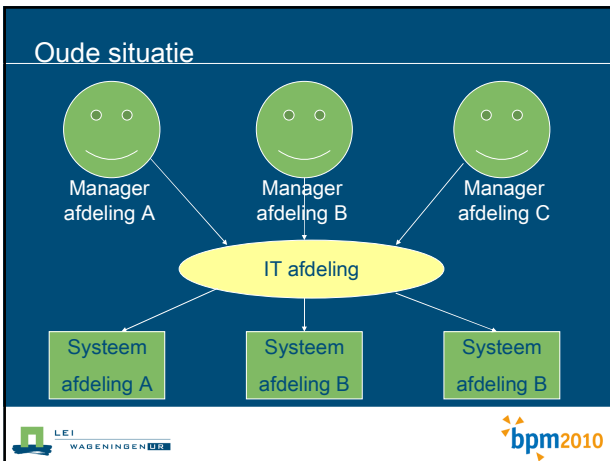 Oude situatie
Manager
afdeling A
Manager
afdeling B
Manager
afdeling C
IT afdeling
Systeem
afdeling A
Systeem
afdeling B
Systeem
afdeling B
LEI
WAGENINGEN UR
bpm2010